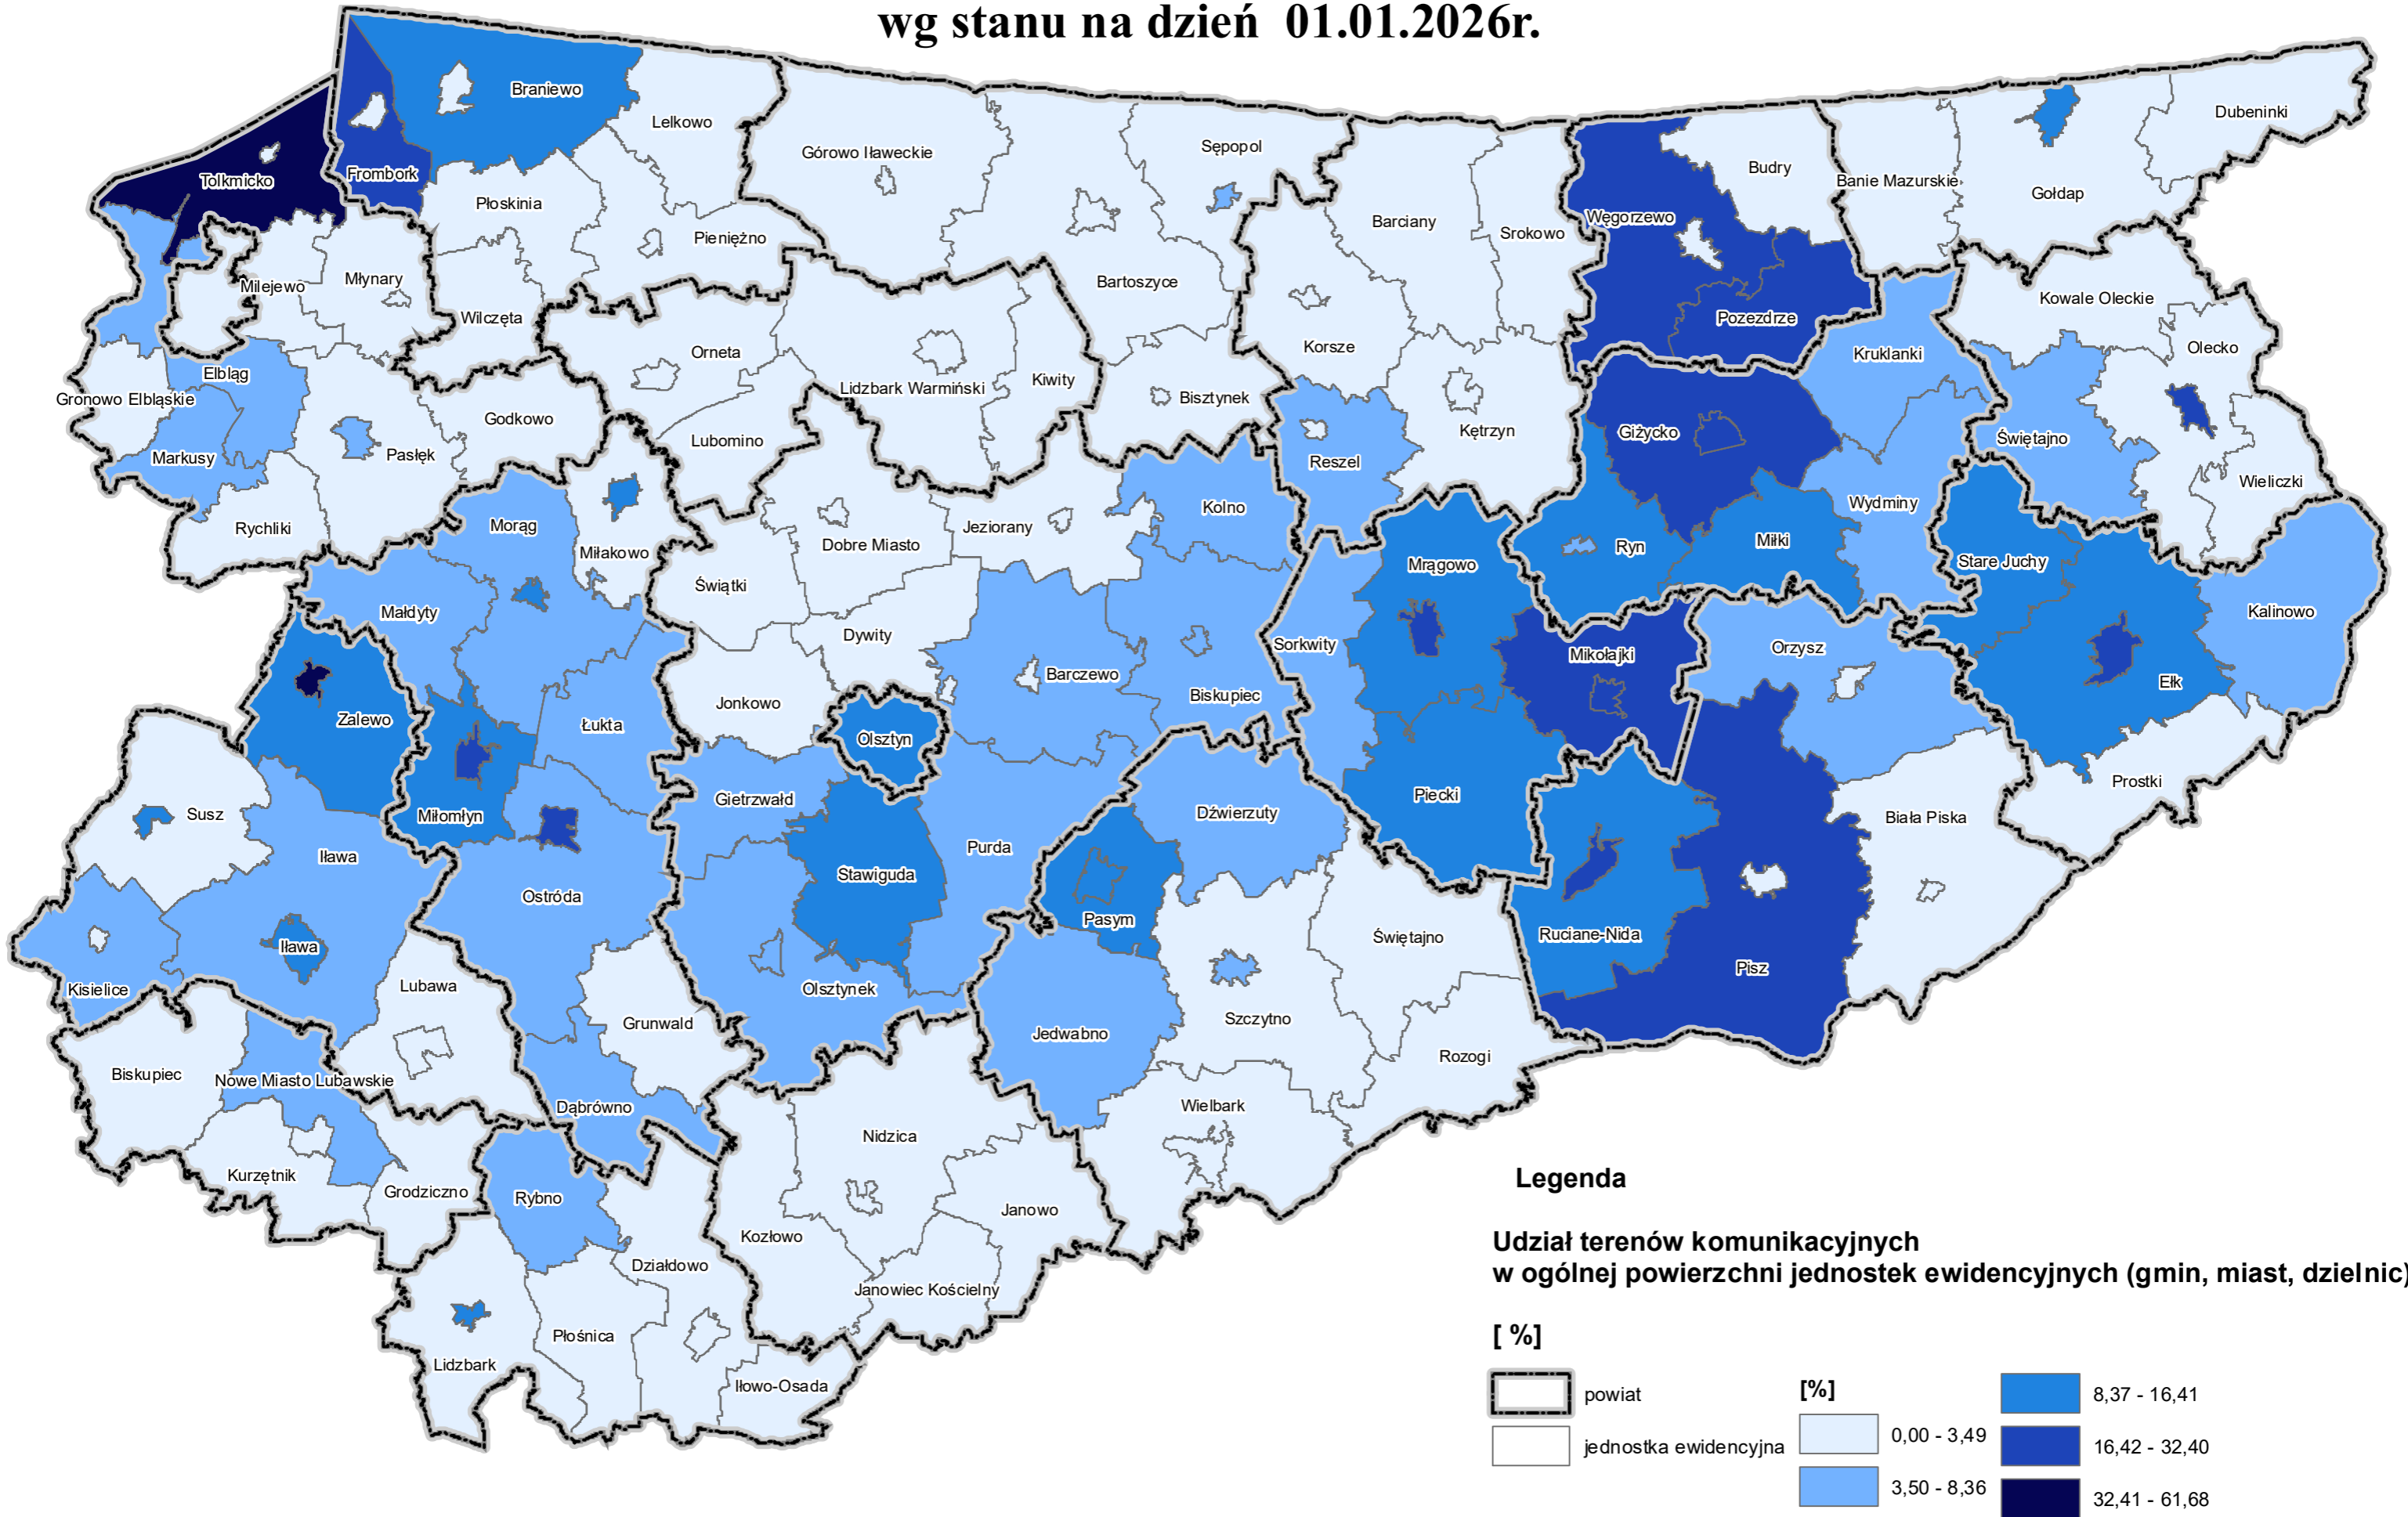 wg stanu na dzień 01.01.2026r.
Braniewo
Lelkowo
Dubeninki
Górowo Iławeckie
Sępopol
Budry
Frombork
Tolkmicko
Banie Mazurskie
Gołdap
Płoskinia
Pieniężno
Barciany
Srokowo
Węgorzewo
Milejewo
Młynary
Bartoszyce
Wilczęta
Pozezdrze
Kowale Oleckie
Orneta
Korsze
Kruklanki
Olecko
Elbląg
Gronowo Elbląskie
Lidzbark Warmiński
Kiwity
Bisztynek
Godkowo
Lubomino
Kętrzyn
Giżycko
Świętajno
Markusy
Pasłęk
Reszel
Wieliczki
Rychliki
Morąg
Miłakowo
Dobre Miasto
Jeziorany
Kolno
Wydminy
Ryn
Miłki
Stare Juchy
Świątki
Mrągowo
Małdyty
Dywity
Sorkwity
Mikołajki
Orzysz
Kalinowo
Zalewo
Łukta
Jonkowo
Barczewo
Biskupiec
Ełk
Olsztyn
Miłomłyn
Susz
Gietrzwałd
Dźwierzuty
Piecki
Prostki
Biała Piska
Iława
Purda
Stawiguda
Ostróda
Pasym
Iława
Świętajno
Ruciane-Nida
Pisz
Kisielice
Lubawa
Olsztynek
Grunwald
Jedwabno
Szczytno
Rozogi
Biskupiec
Nowe Miasto Lubawskie
Dąbrówno
Wielbark
Nidzica
Kurzętnik
Grodziczno
Rybno
Janowo
Kozłowo
Działdowo
Janowiec Kościelny
Płośnica
Lidzbark
Iłowo-Osada
Legenda
Udział terenów komunikacyjnych
w ogólnej powierzchni jednostek ewidencyjnych (gmin, miast, dzielnic)
[ %]
powiat
jednostka ewidencyjna
[%]
0,00 - 3,49
3,50 - 8,36
8,37 - 16,41
16,42 - 32,40
32,41 - 61,68